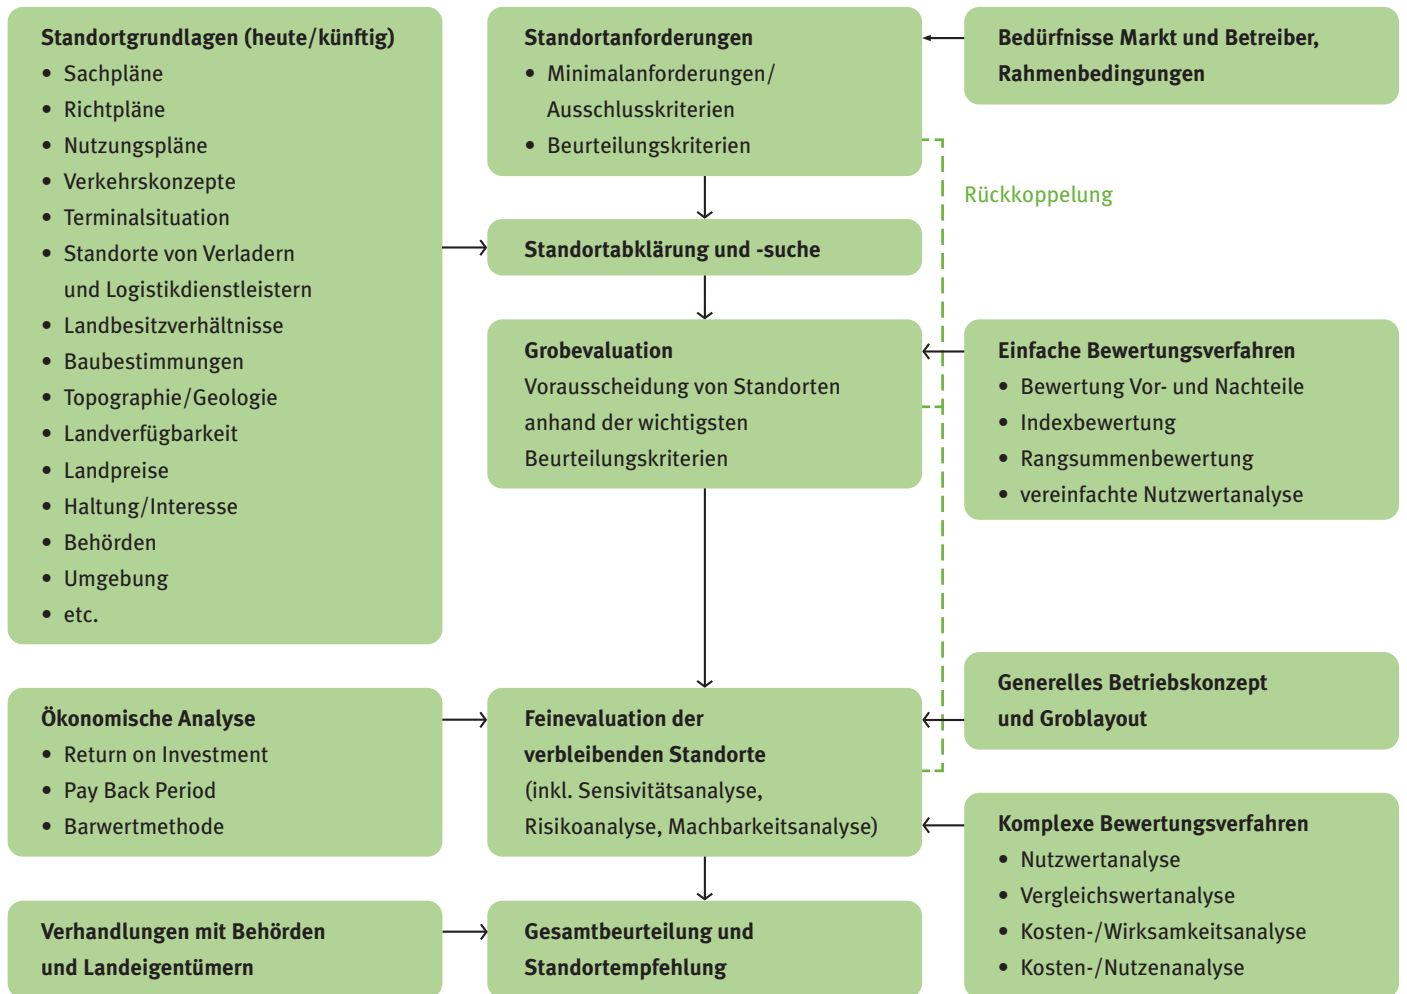 Standortgrundlagen (heute/künftig)
• Sachpläne
• Richtpläne
• Nutzungspläne
• Verkehrskonzepte
• Terminalsituation
• Standorte von Verladern
und Logistikdienstleistern
• Landbesitzverhältnisse
• Baubestimmungen
• Topographie/Geologie
• Landverfügbarkeit
• Landpreise
• Haltung/Interesse
• Behörden
• Umgebung
• etc.
Standortanforderungen
• Minimalanforderungen/
Ausschlusskriterien
• Beurteilungskriterien
Bedürfnisse Markt und Betreiber,
Rahmenbedingungen
Rückkoppelung
Standortabklärung und -suche
Grobevaluation
Vorausscheidung von Standorten
anhand der wichtigsten
Beurteilungskriterien
Einfache Bewertungsverfahren
• Bewertung Vor- und Nachteile
• Indexbewertung
• Rangsummenbewertung
• vereinfachte Nutzwertanalyse
Generelles Betriebskonzept
und Groblayout
Ökonomische Analyse
• Return on Investment
• Pay Back Period
• Barwertmethode
Feinevaluation der
verbleibenden Standorte
(inkl. Sensivitätsanalyse,
Risikoanalyse, Machbarkeitsanalyse)
Komplexe Bewertungsverfahren
• Nutzwertanalyse
• Vergleichswertanalyse
• Kosten-/Wirksamkeitsanalyse
• Kosten-/Nutzenanalyse
Verhandlungen mit Behörden
und Landeigentümern
Gesamtbeurteilung und
Standortempfehlung